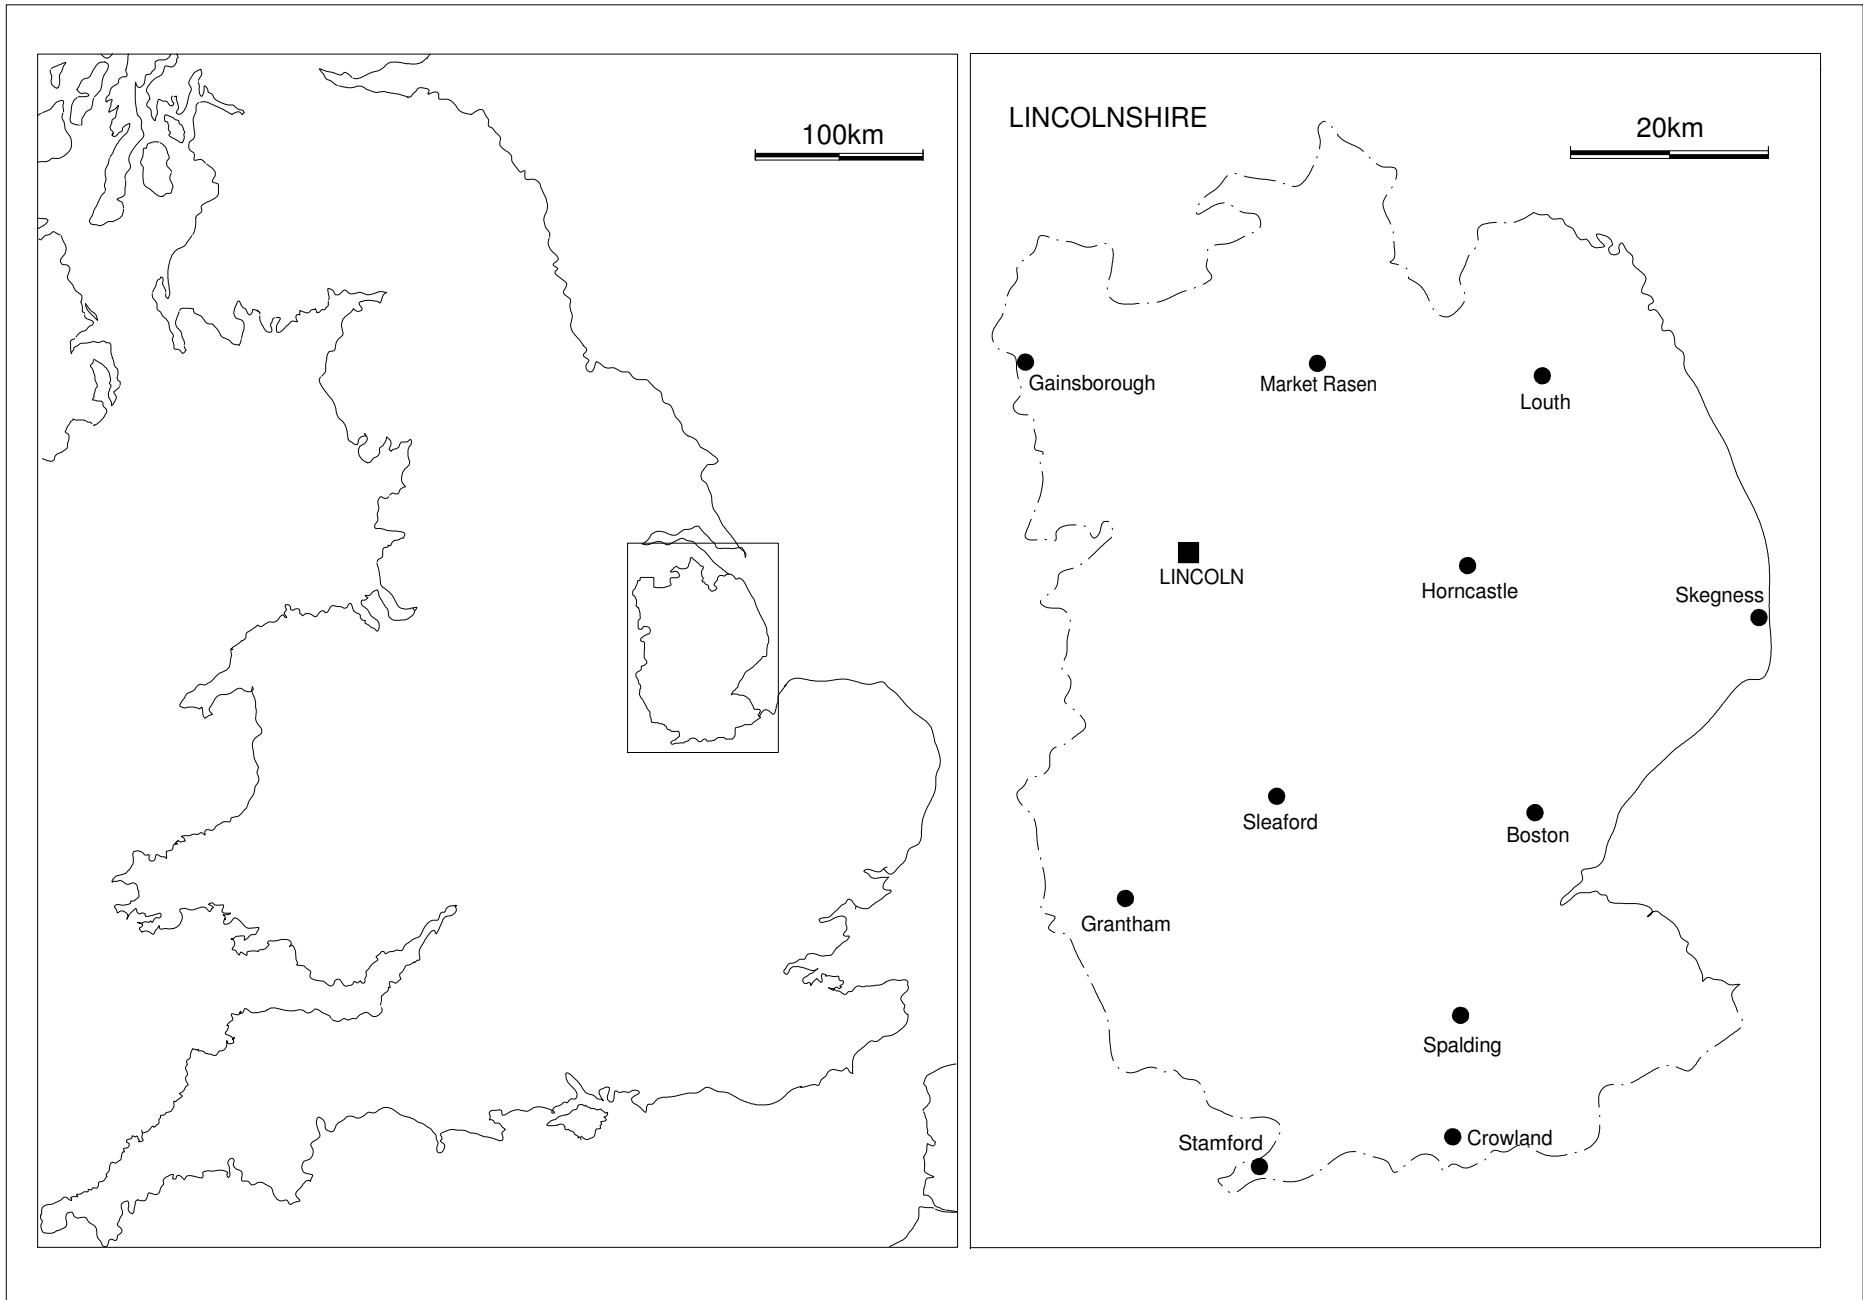 100km
LINCOLNSHIRE
20km
Gainsborough
Market Rasen
Louth
LINCOLN
Horncastle
Skegness
Sleaford
Boston
Grantham
Spalding
Stamford
Crowland